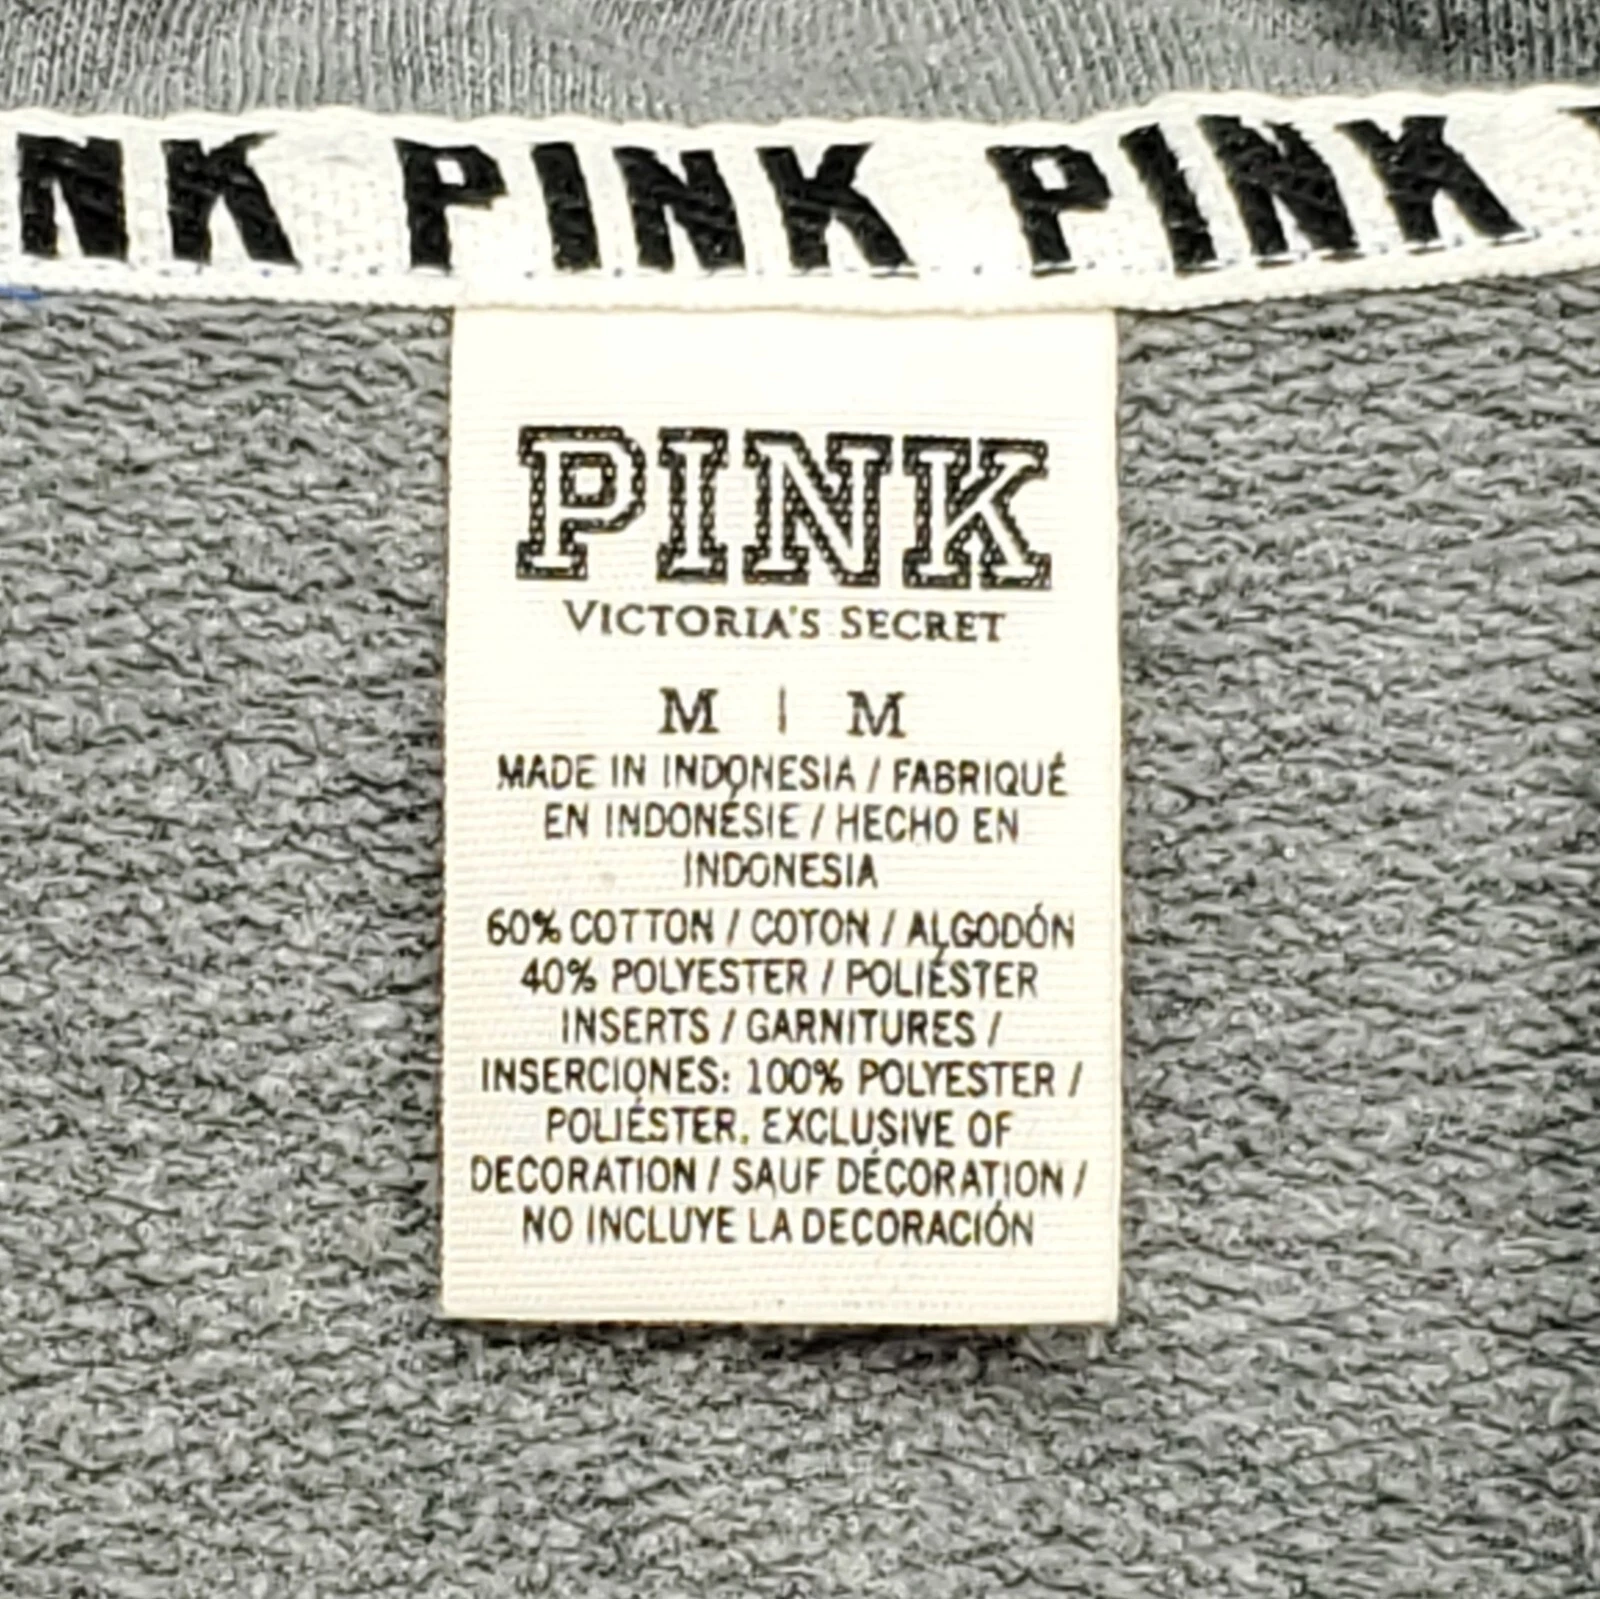 NK PINK PINK
PINK
VICTORIA'S SECRET
M | M
MADE IN INDONESIA / FABRIQUÉ
EN INDONÉSIE / HECHO EN
INDONESIA
60% COTTON / COTON / ALGODÓN
40% POLYESTER / POLIÉSTER
INSERTS / GARNITURES /
INSERCIONES: 100% POLYESTER /
POLIÉSTER. EXCLUSIVE OF
DECORATION / SAUF DÉCORATION /
NO INCLUYE LA DECORACIÓN